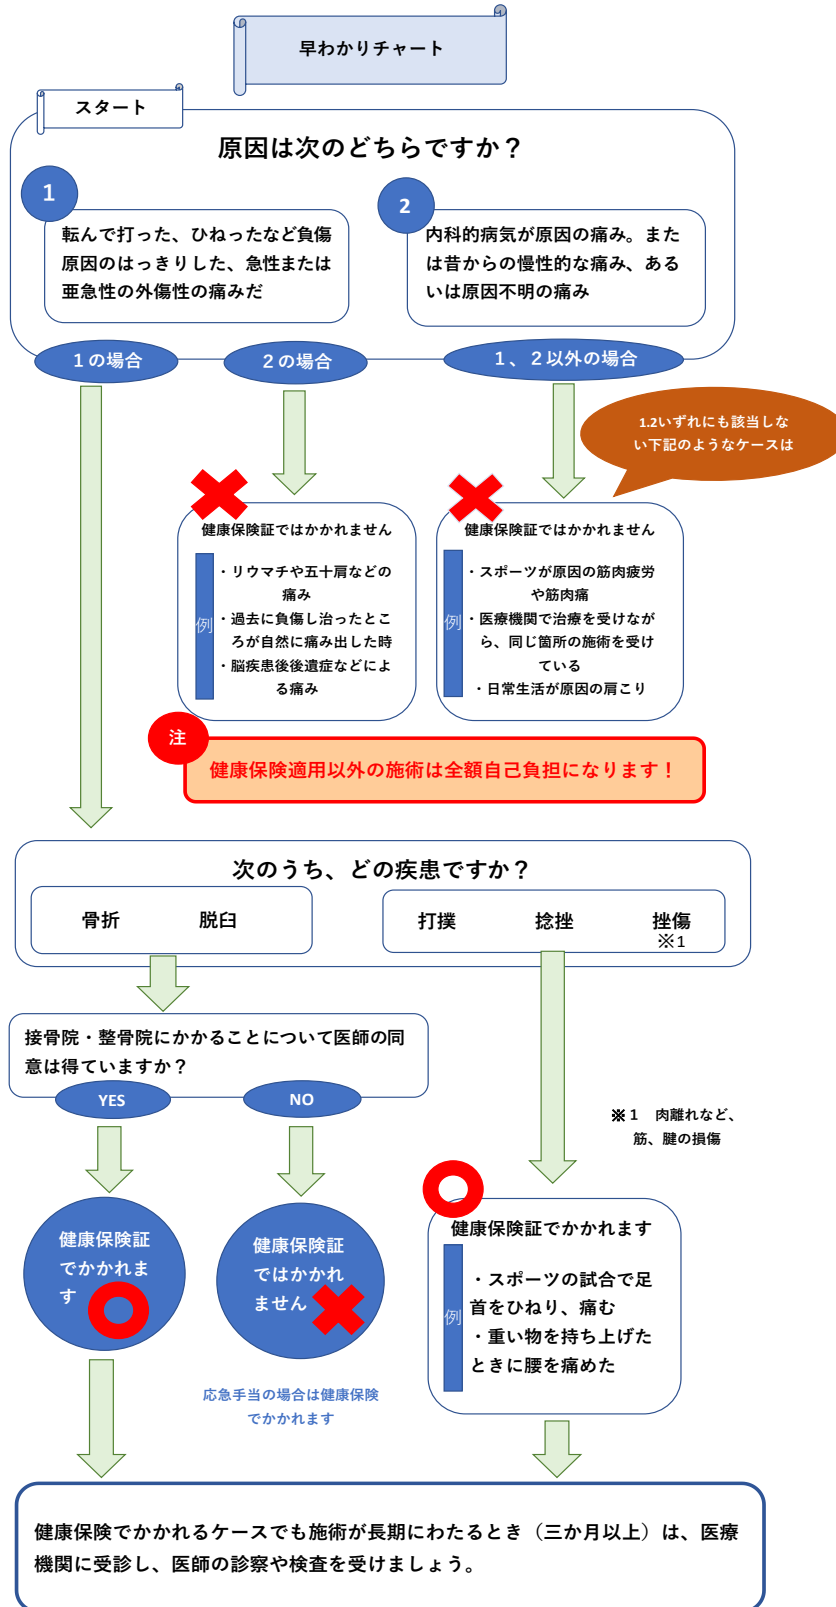 早わかりチャート
スタート
原因は次のどちらですか？
1
転んで打った、ひねったなど負傷
原因のはっきりした、急性または
亜急性の外傷性の痛みだ
2
内科的病気が原因の痛み。また
は昔からの慢性的な痛み、ある
いは原因不明の痛み
１の場合
２の場合
１、２以外の場合
1.2いずれにも該当しな
い下記のようなケースは
健康保険証ではかかれません
例
・リウマチや五十肩などの
痛み
・過去に負傷し治ったとこ
ろが自然に痛み出した時
・脳疾患後後遺症などによ
る痛み
健康保険証ではかかれません
例
・スポーツが原因の筋肉疲労
や筋肉痛
・医療機関で治療を受けなが
ら、同じ箇所の施術を受け
ている
・日常生活が原因の肩こり
注
健康保険適用以外の施術は全額自己負担になります！
次のうち、どの疾患ですか？
骨折 脱臼
打撲 捻挫 挫傷
※1
接骨院・整骨院にかかることについて医師の同
意は得ていますか？
YES
NO
※１ 肉離れなど、
筋、腱の損傷
健康保険証
でかかれま
す
健康保険証
ではかかれ
ません
応急手当の場合は健康保険
でかかれます
健康保険証でかかれます
例
・スポーツの試合で足
首をひねり、痛む
・重い物を持ち上げた
ときに腰を痛めた
健康保険でかかれるケースでも施術が長期にわたるとき（三か月以上）は、医療
機関に受診し、医師の診察や検査を受けましょう。